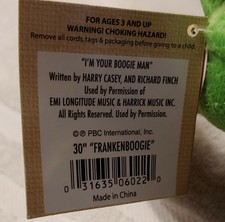 FOR AGES 3 AND UP
WARNING! CHOKING HAZARD!
Remove all cords, tags & packaging before giving to a child.
"I'M YOUR BOOGIE MAN"
Written by HARRY CASEY, AND RICHARD FINCH
Used by Permission of
EMI LONGITUDE MUSIC & HARRICK MUSIC INC.
All Rights Reserved. Used by Permission.
©℗ PBC International, Inc.
30" "FRANKENBOOGIE"
0 31635 06022 0
Made in China